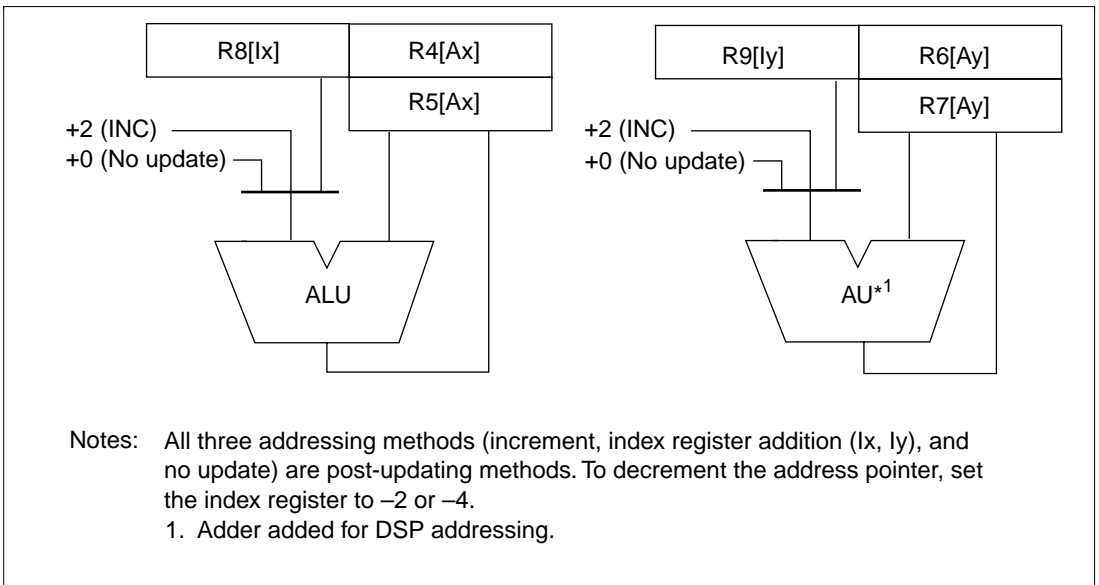 R8[Ix]
R4[Ax]
R5[Ax]
+2 (INC)
+0 (No update)
ALU
R9[Iy]
R6[Ay]
R7[Ay]
+2 (INC)
+0 (No update)
AU*1
Notes: All three addressing methods (increment, index register addition (Ix, Iy), and
no update) are post-updating methods. To decrement the address pointer, set
the index register to –2 or –4.
1. Adder added for DSP addressing.